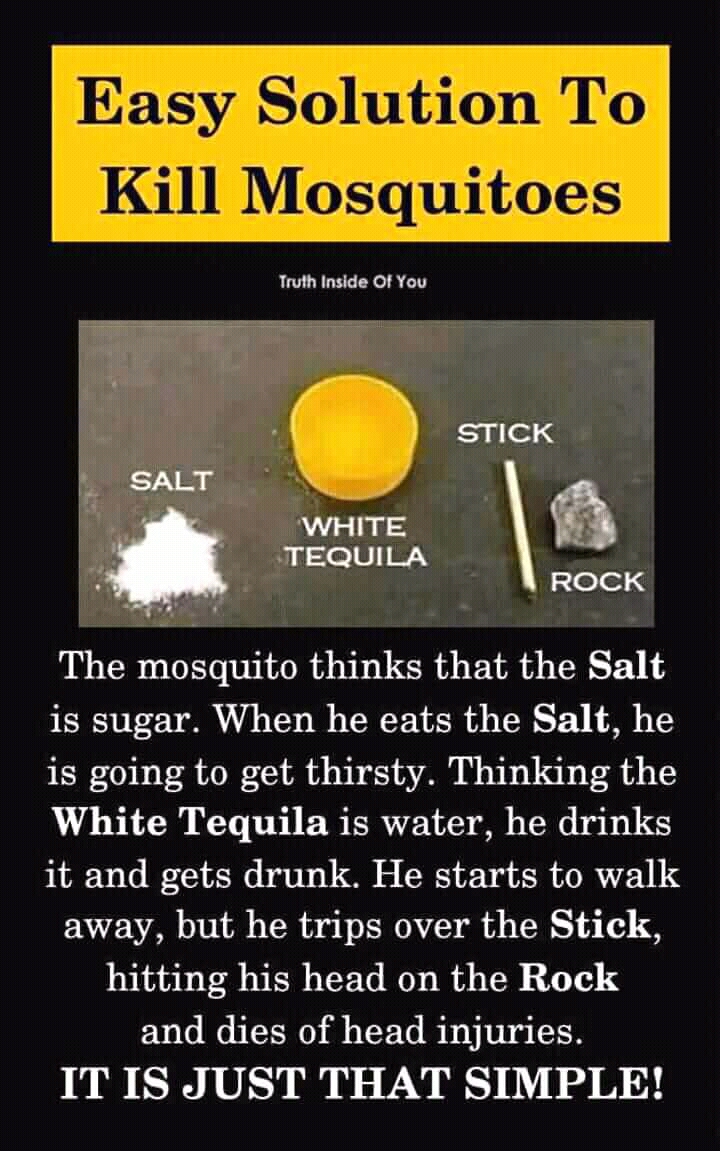 Easy Solution To
Kill Mosquitoes
Truth Inside Of You
STICK
SALT
WHITE
TEQUILA
ROCK
The mosquito thinks that the Salt
is sugar. When he eats the Salt, he
is going to get thirsty. Thinking the
White Tequila is water, he drinks
it and gets drunk. He starts to walk
away, but he trips over the Stick,
hitting his head on the Rock
and dies of head injuries.
IT IS JUST THAT SIMPLE!